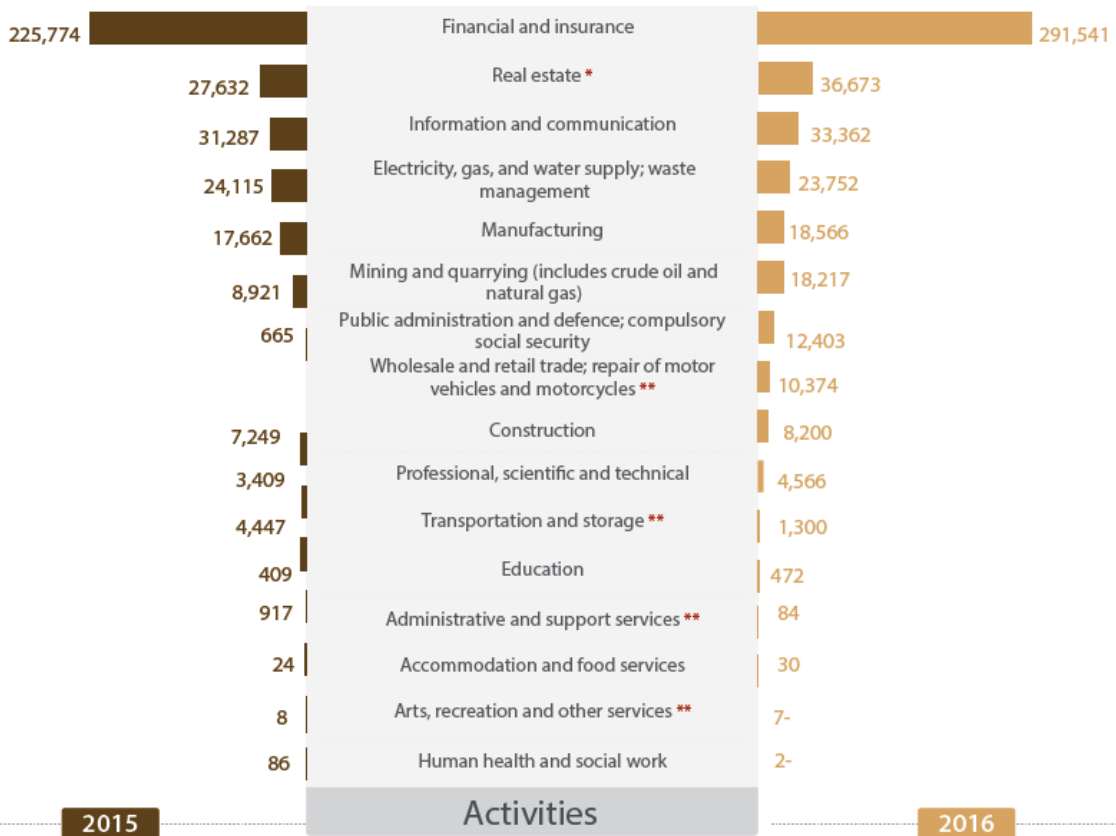 225,774 Financial and insurance 291,541
27,632 Real estate * 36,673
31,287 Information and communication 33,362
24,115 Electricity, gas, and water supply; waste 23,752
management
17,662 Manufacturing 18,566
8,921 Mining and quarrying (includes crude oil and 18,217
natural gas)
665 Public administration and defence; compulsory 12,403
social security
Wholesale and retail trade; repair of motor 10,374
vehicles and motorcycles **
7,249 Construction 8,200
3,409 Professional, scientific and technical 4,566
4,447 Transportation and storage ** 1,300
409 Education 472
917 Administrative and support services ** 84
24 Accommodation and food services 30
8 Arts, recreation and other services ** 7-
86 Human health and social work 2-
2015 Activities 2016